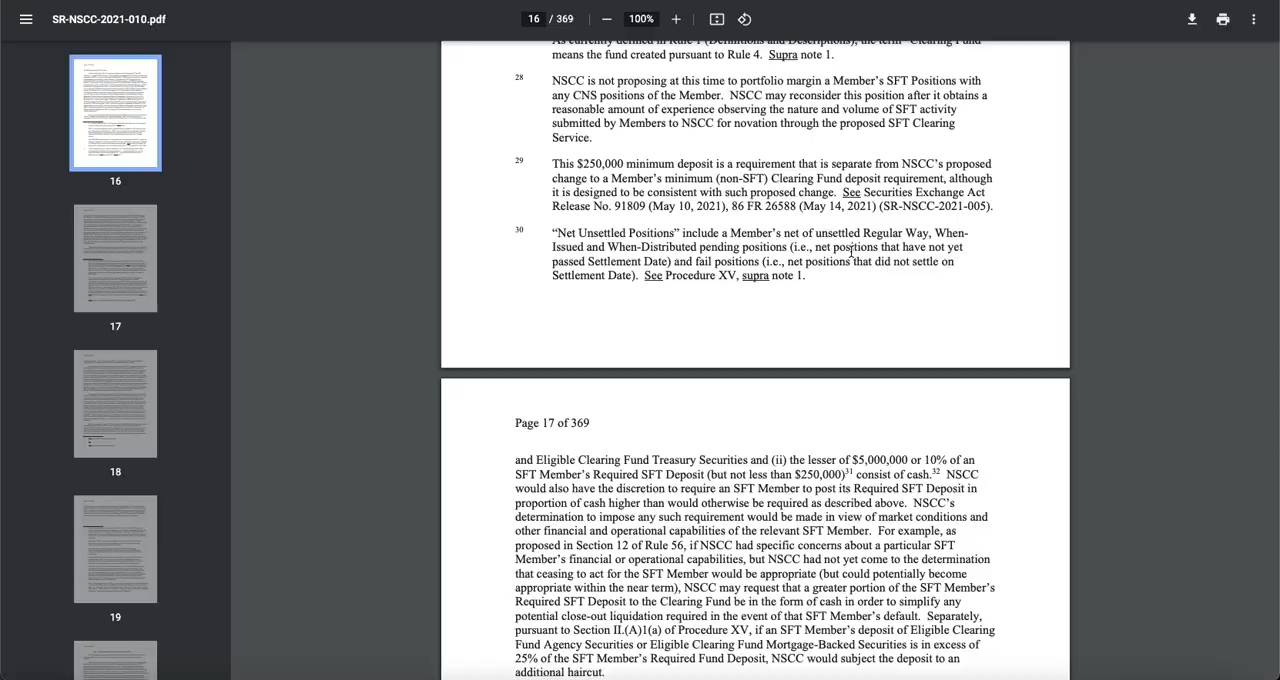 SR-NSCC-2021-010.pdf
16 / 369
100%
16
17
18
19
As currently defined in Rule 1 (Definitions and Descriptions), the term "Clearing Fund"
means the fund created pursuant to Rule 4. Supra note 1.
28 NSCC is not proposing at this time to portfolio margin a Member's SFT Positions with
any CNS positions of the Member. NSCC may reconsider this position after it obtains a
reasonable amount of experience observing the nature and volume of SFT activity
submitted by Members to NSCC for novation through the proposed SFT Clearing
Service.
29 This $250,000 minimum deposit is a requirement that is separate from NSCC's proposed
change to a Member's minimum (non-SFT) Clearing Fund deposit requirement, although
it is designed to be consistent with such proposed change. See Securities Exchange Act
Release No. 91809 (May 10, 2021), 86 FR 26588 (May 14, 2021) (SR-NSCC-2021-005).
30 "Net Unsettled Positions" include a Member's net of unsettled Regular Way, When-
Issued and When-Distributed pending positions (i.e., net positions that have not yet
passed Settlement Date) and fail positions (i.e., net positions that did not settle on
Settlement Date). See Procedure XV, supra note 1.
Page 17 of 369
and Eligible Clearing Fund Treasury Securities and (ii) the lesser of $5,000,000 or 10% of an
SFT Member's Required SFT Deposit (but not less than $250,000)31 consist of cash.32 NSCC
would also have the discretion to require an SFT Member to post its Required SFT Deposit in
proportion of cash higher than would otherwise be required as described above. NSCC's
determination to impose any such requirement would be made in view of market conditions and
other financial and operational capabilities of the relevant SFT Member. For example, as
proposed in Section 12 of Rule 56, if NSCC had specific concerns about a particular SFT
Member's financial or operational capabilities, but NSCC had not yet come to the determination
that ceasing to act for the SFT Member would be appropriate (but could potentially become
appropriate within the near term), NSCC may request that a greater portion of the SFT Member's
Required SFT Deposit to the Clearing Fund be in the form of cash in order to simplify any
potential close-out liquidation required in the event of that SFT Member's default. Separately,
pursuant to Section II.(A)1(a) of Procedure XV, if an SFT Member's deposit of Eligible Clearing
Fund Agency Securities or Eligible Clearing Fund Mortgage-Backed Securities is in excess of
25% of the SFT Member's Required Fund Deposit, NSCC would subject the deposit to an
additional haircut.